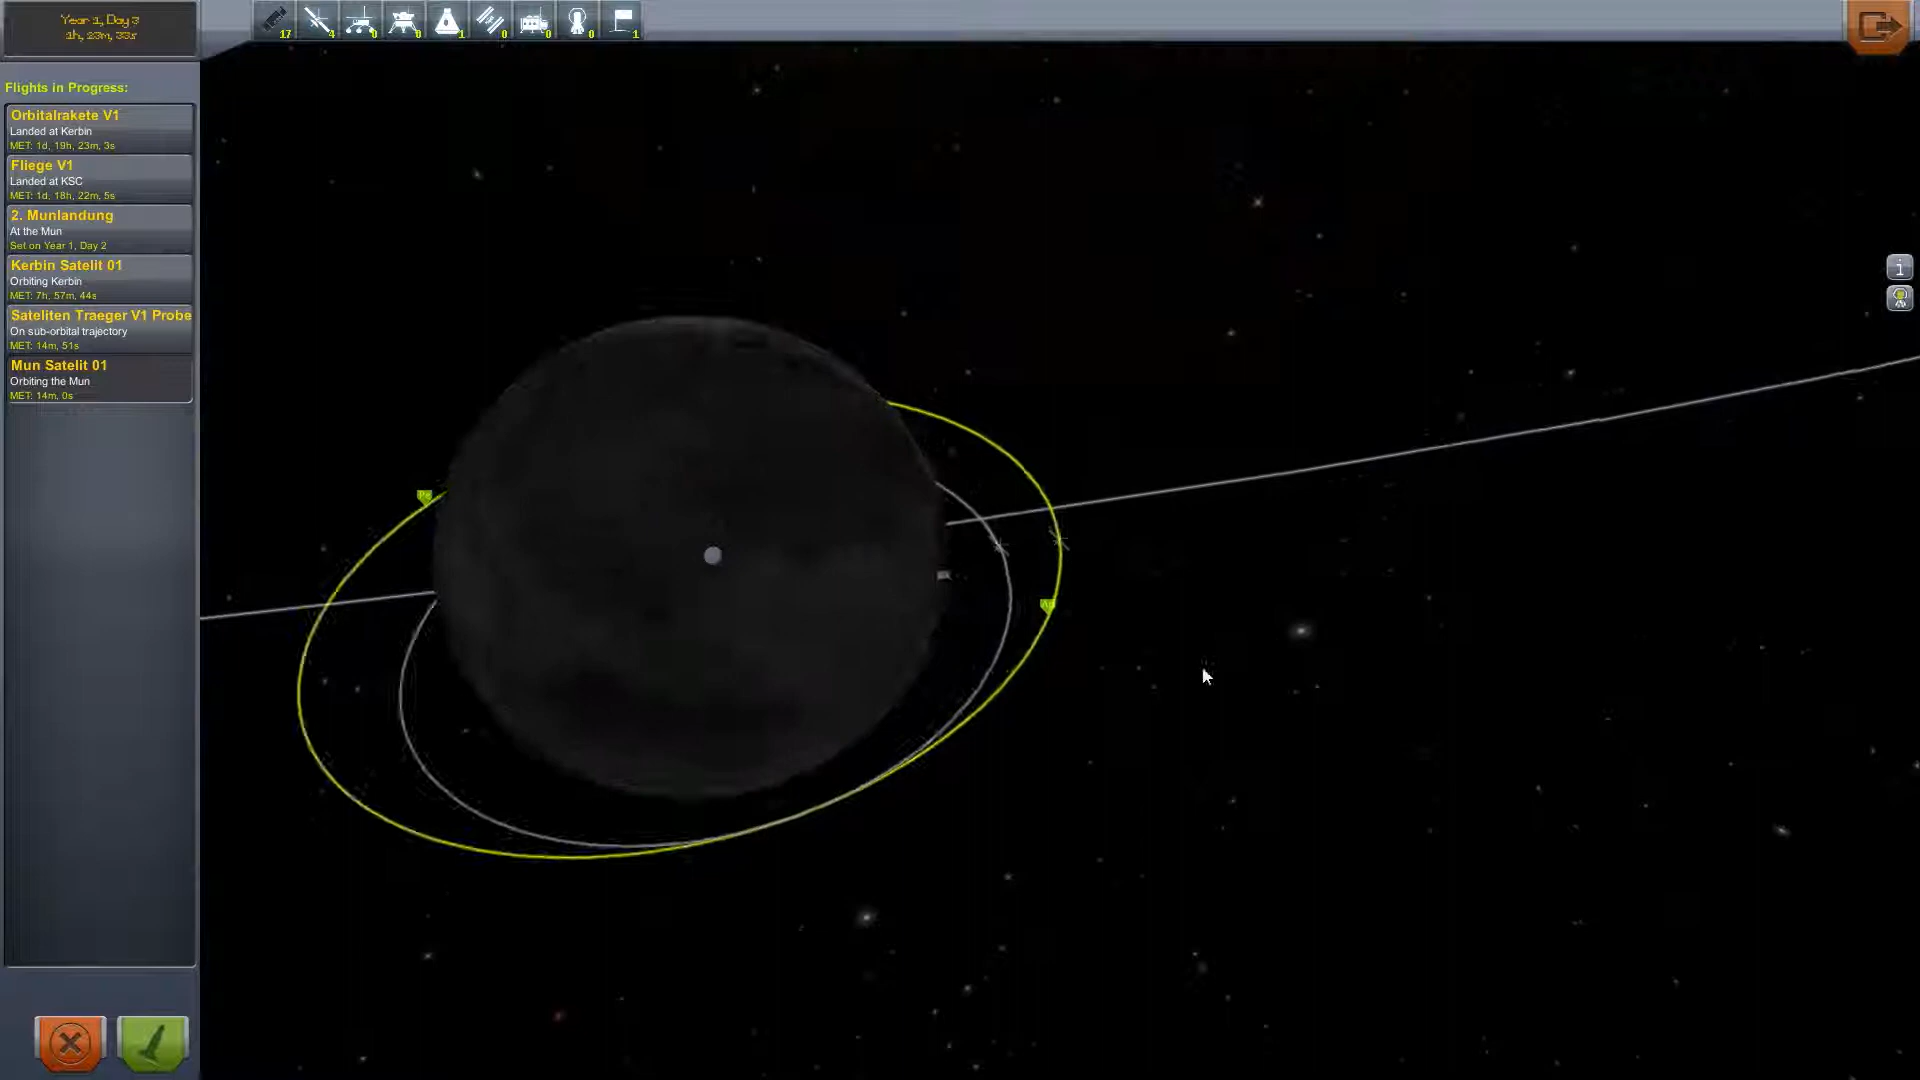 Year 1, Day 3
1h, 23m, 33s
17
4
0
0
1
0
0
0
1
Flights in Progress:
Orbitalrakete V1
Landed at Kerbin
MET: 1d, 19h, 23m, 3s
Fliege V1
Landed at KSC
MET: 1d, 18h, 22m, 5s
2. Munlandung
At the Mun
Set on Year 1, Day 2
Kerbin Satelit 01
Orbiting Kerbin
MET: 7h, 57m, 44s
Sateliten Traeger V1 Probe
On sub-orbital trajectory
MET: 14m, 51s
Mun Satelit 01
Orbiting the Mun
MET: 14m, 0s
Pe
Ap